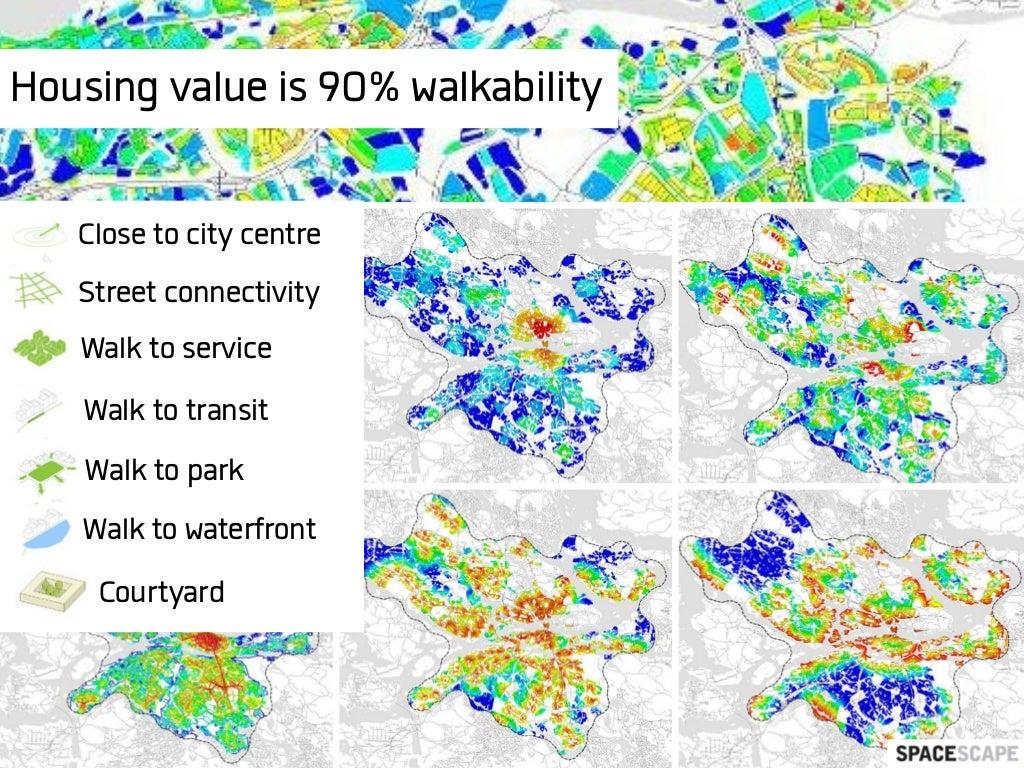 Housing value is 90% walkability
Close to city centre
Street connectivity
Walk to service
Walk to transit
Walk to park
Walk to waterfront
Courtyard
SPACESCAPE